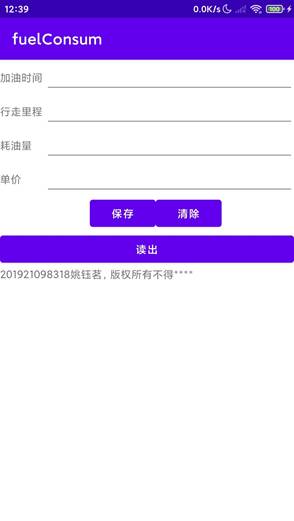 12:39 0.0K/s 100
fuelConsum
加油时间
行走里程
耗油量
单价
保存 清除
读出
201921098318姚钰茗，版权所有不得****